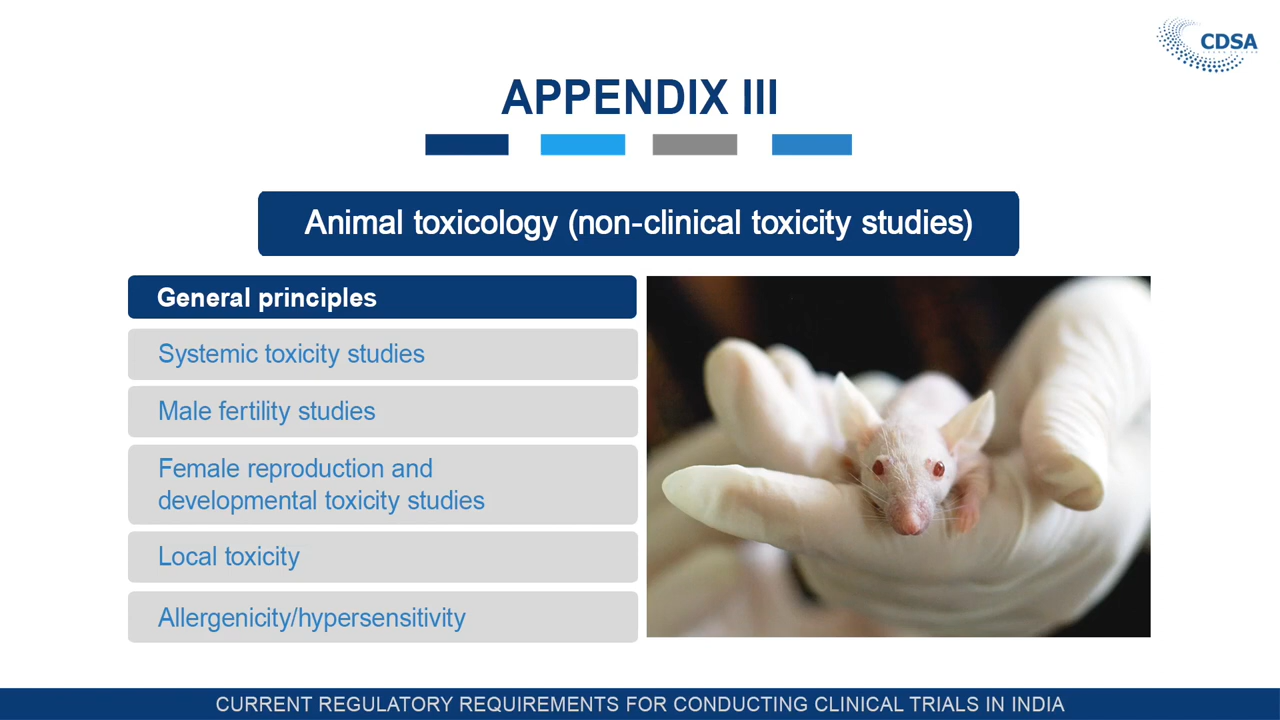 CDSA
APPENDIX III
Animal toxicology (non-clinical toxicity studies)
General principles
Systemic toxicity studies
Male fertility studies
Female reproduction and
developmental toxicity studies
Local toxicity
Allergenicity/hypersensitivity
CURRENT REGULATORY REQUIREMENTS FOR CONDUCTING CLINICAL TRIALS IN INDIA